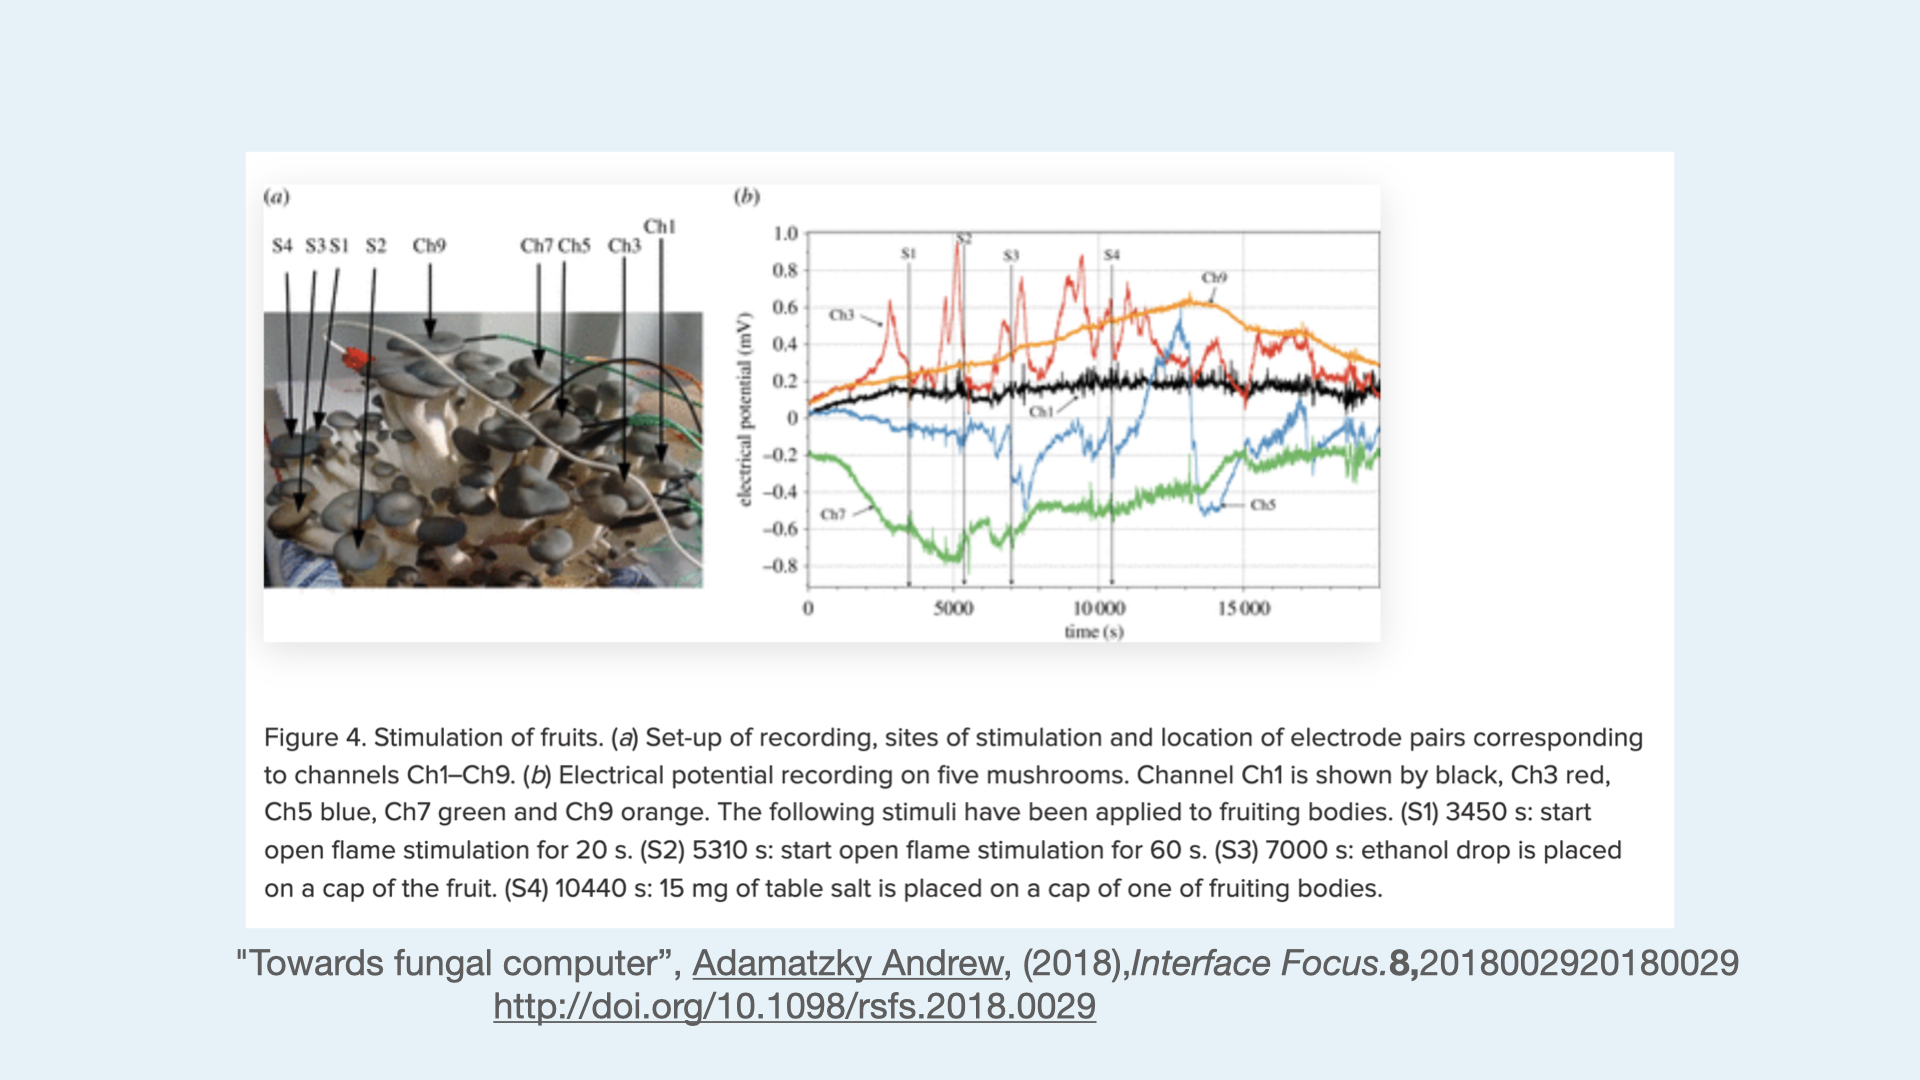 (a)
(b)
Ch1
S4 S3 S1 S2 Ch9 Ch7 Ch5 Ch3
electrical potential (mV)
1.0
0.8
0.6
0.4
0.2
0
−0.2
−0.4
−0.6
−0.8
S1
S2
S3
S4
Ch9
Ch3
Ch1
Ch7
Ch5
0 5000 10 000 15 000
time (s)
Figure 4. Stimulation of fruits. (a) Set-up of recording, sites of stimulation and location of electrode pairs corresponding
to channels Ch1–Ch9. (b) Electrical potential recording on five mushrooms. Channel Ch1 is shown by black, Ch3 red,
Ch5 blue, Ch7 green and Ch9 orange. The following stimuli have been applied to fruiting bodies. (S1) 3450 s: start
open flame stimulation for 20 s. (S2) 5310 s: start open flame stimulation for 60 s. (S3) 7000 s: ethanol drop is placed
on a cap of the fruit. (S4) 10440 s: 15 mg of table salt is placed on a cap of one of fruiting bodies.
"Towards fungal computer”, Adamatzky Andrew, (2018),Interface Focus.8,2018002920180029
http://doi.org/10.1098/rsfs.2018.0029